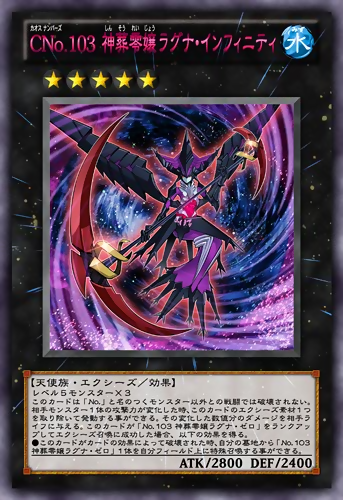 カオスナンバーズ しん そう れい じょう
CNo.103 神葬零嬢ラグナ・インフィニティ 水
【天使族・エクシーズ/効果】
レベル5モンスター×3
このカードは「No.」と名のつくモンスター以外との戦闘では破壊されない。
相手モンスター1体の攻撃力が変化した時、このカードのエクシーズ素材1つ
を取り除いて発動する事ができる。その変化した数値分のダメージを相手ラ
イフに与える。このカードが「No.103 神葬零嬢ラグナ・ゼロ」をランクアッ
プしてエクシーズ召喚に成功した場合、以下の効果を得る。
●このカードがカードの効果によって破壊された時、自分の墓地から「No.103
神葬零嬢ラグナ・ゼロ」1体を自分フィールド上に特殊召喚する事ができる。
ATK/2800 DEF/2400